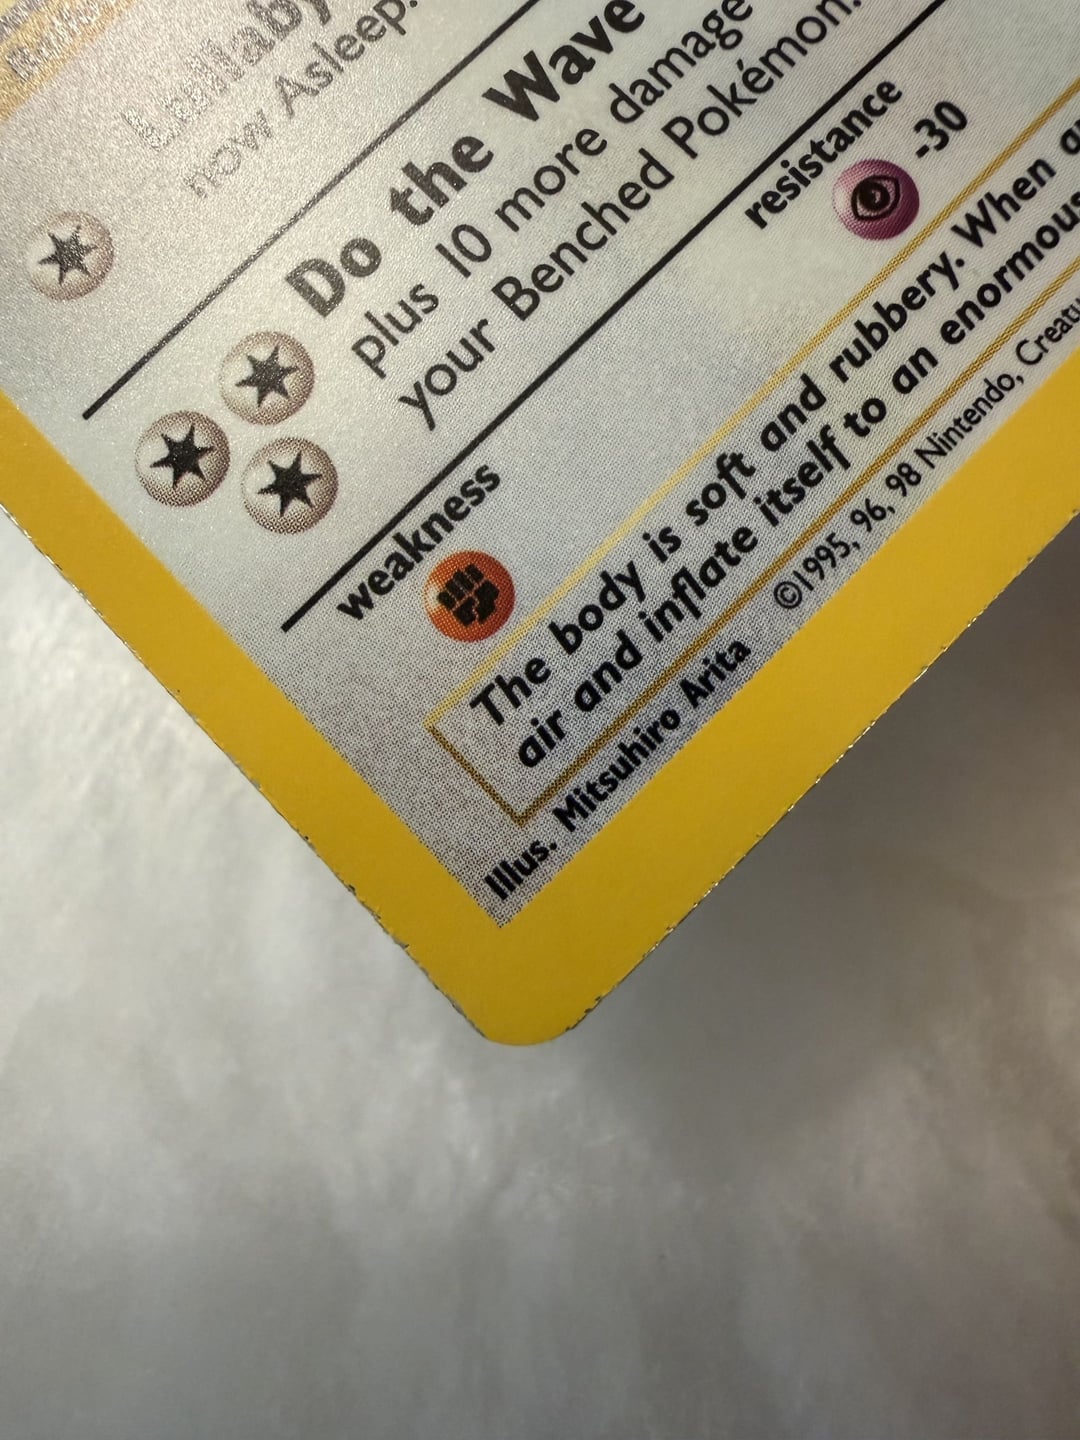 Lullaby
now Asleep.
Do the Wave
plus 10 more damage
your Benched Pokémon.
weakness
resistance
-30
The body is soft and rubbery. When
air and inflate itself to an enormous
Illus. Mitsuhiro Arita ©1995, 96, 98 Nintendo,